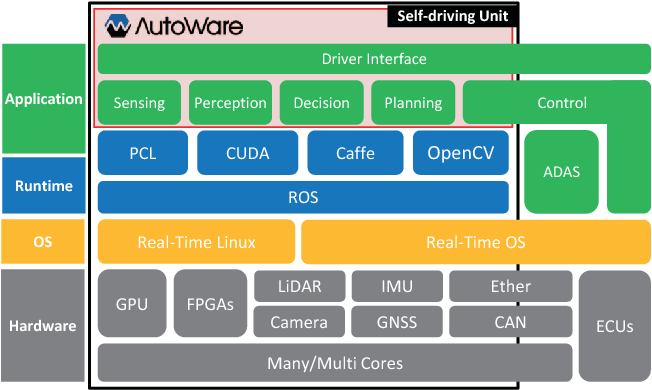 AutoWare
Self-driving Unit
Application
Driver Interface
Sensing
Perception
Decision
Planning
Control
Runtime
PCL
CUDA
Caffe
OpenCV
ADAS
ROS
OS
Real-Time Linux
Real-Time OS
Hardware
GPU
FPGAs
LiDAR
IMU
Ether
Camera
GNSS
CAN
ECUs
Many/Multi Cores